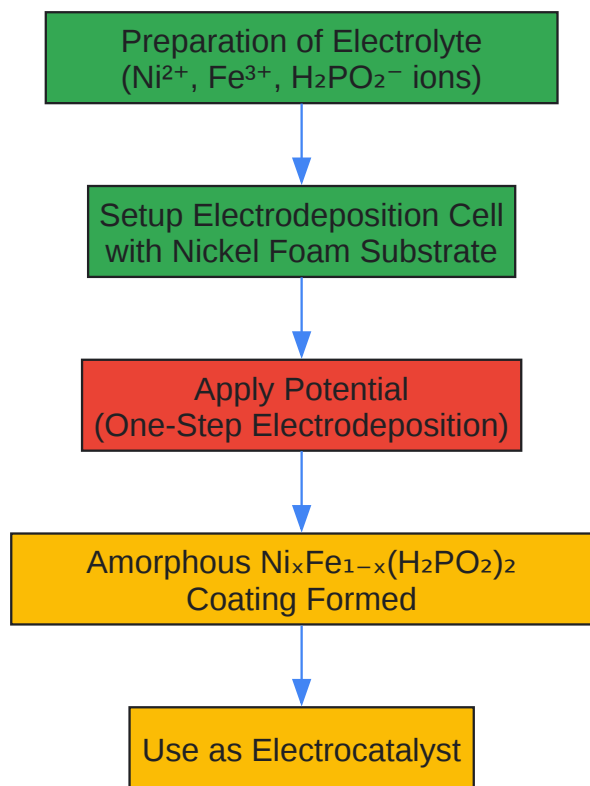 Preparation of Electrolyte
(Ni²⁺, Fe³⁺, H₂PO₂⁻ ions)
Setup Electrodeposition Cell
with Nickel Foam Substrate
Apply Potential
(One-Step Electrodeposition)
Amorphous NiₓFe₁₋ₓ(H₂PO₂)₂
Coating Formed
Use as Electrocatalyst